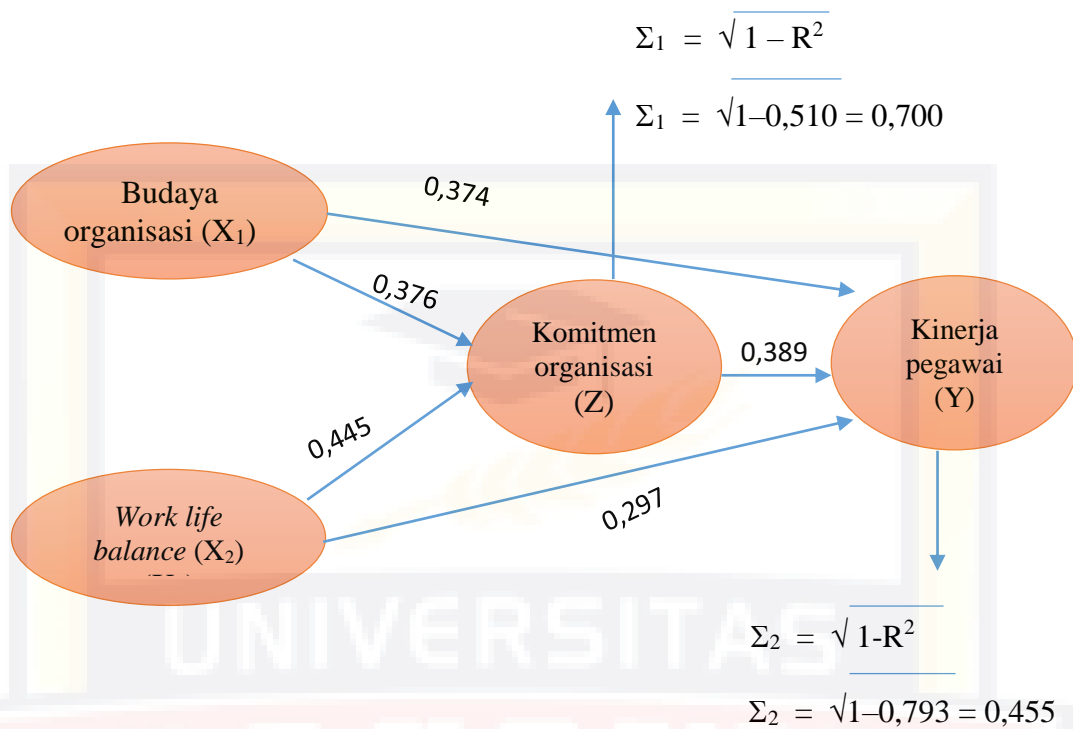 Σ₁ = √ 1 – R²
Σ₁ = √1–0,510 = 0,700
Budaya
organisasi (X₁)
0,374
0,376
Komitmen
organisasi
(Z)
0,389
Kinerja
pegawai
(Y)
0,445
Work life
balance (X₂)
0,297
UNIVERSITAS
Σ₂ = √ 1-R²
Σ₂ = √1–0,793 = 0,455